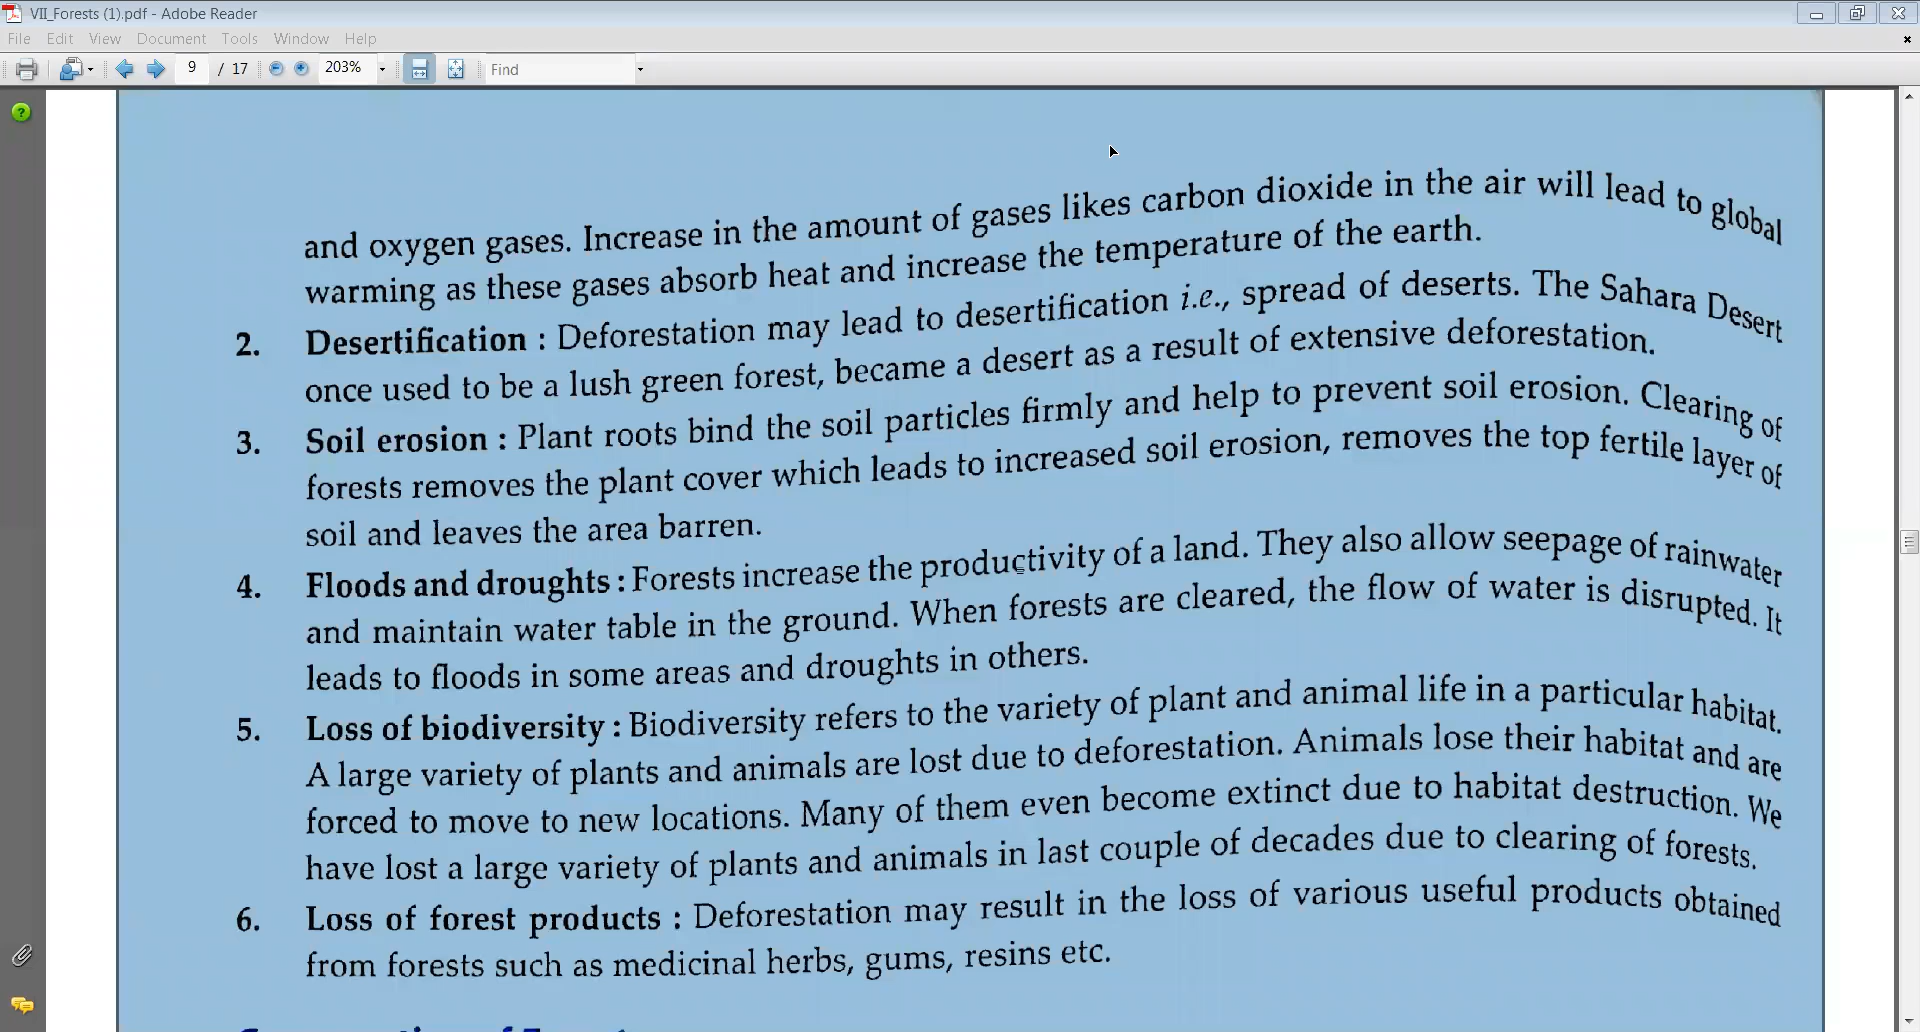 VII_Forests (1).pdf - Adobe Reader
File Edit View Document Tools Window Help
9 / 17 203% Find
and oxygen gases. Increase in the amount of gases likes carbon dioxide in the air will lead to global
warming as these gases absorb heat and increase the temperature of the earth.
2. Desertification : Deforestation may lead to desertification i.e., spread of deserts. The Sahara Desert
once used to be a lush green forest, became a desert as a result of extensive deforestation.
3. Soil erosion : Plant roots bind the soil particles firmly and help to prevent soil erosion. Clearing of
forests removes the plant cover which leads to increased soil erosion, removes the top fertile layer of
soil and leaves the area barren.
4. Floods and droughts : Forests increase the productivity of a land. They also allow seepage of rainwater
and maintain water table in the ground. When forests are cleared, the flow of water is disrupted. It
leads to floods in some areas and droughts in others.
5. Loss of biodiversity : Biodiversity refers to the variety of plant and animal life in a particular habitat.
A large variety of plants and animals are lost due to deforestation. Animals lose their habitat and are
forced to move to new locations. Many of them even become extinct due to habitat destruction. We
have lost a large variety of plants and animals in last couple of decades due to clearing of forests.
6. Loss of forest products : Deforestation may result in the loss of various useful products obtained
from forests such as medicinal herbs, gums, resins etc.